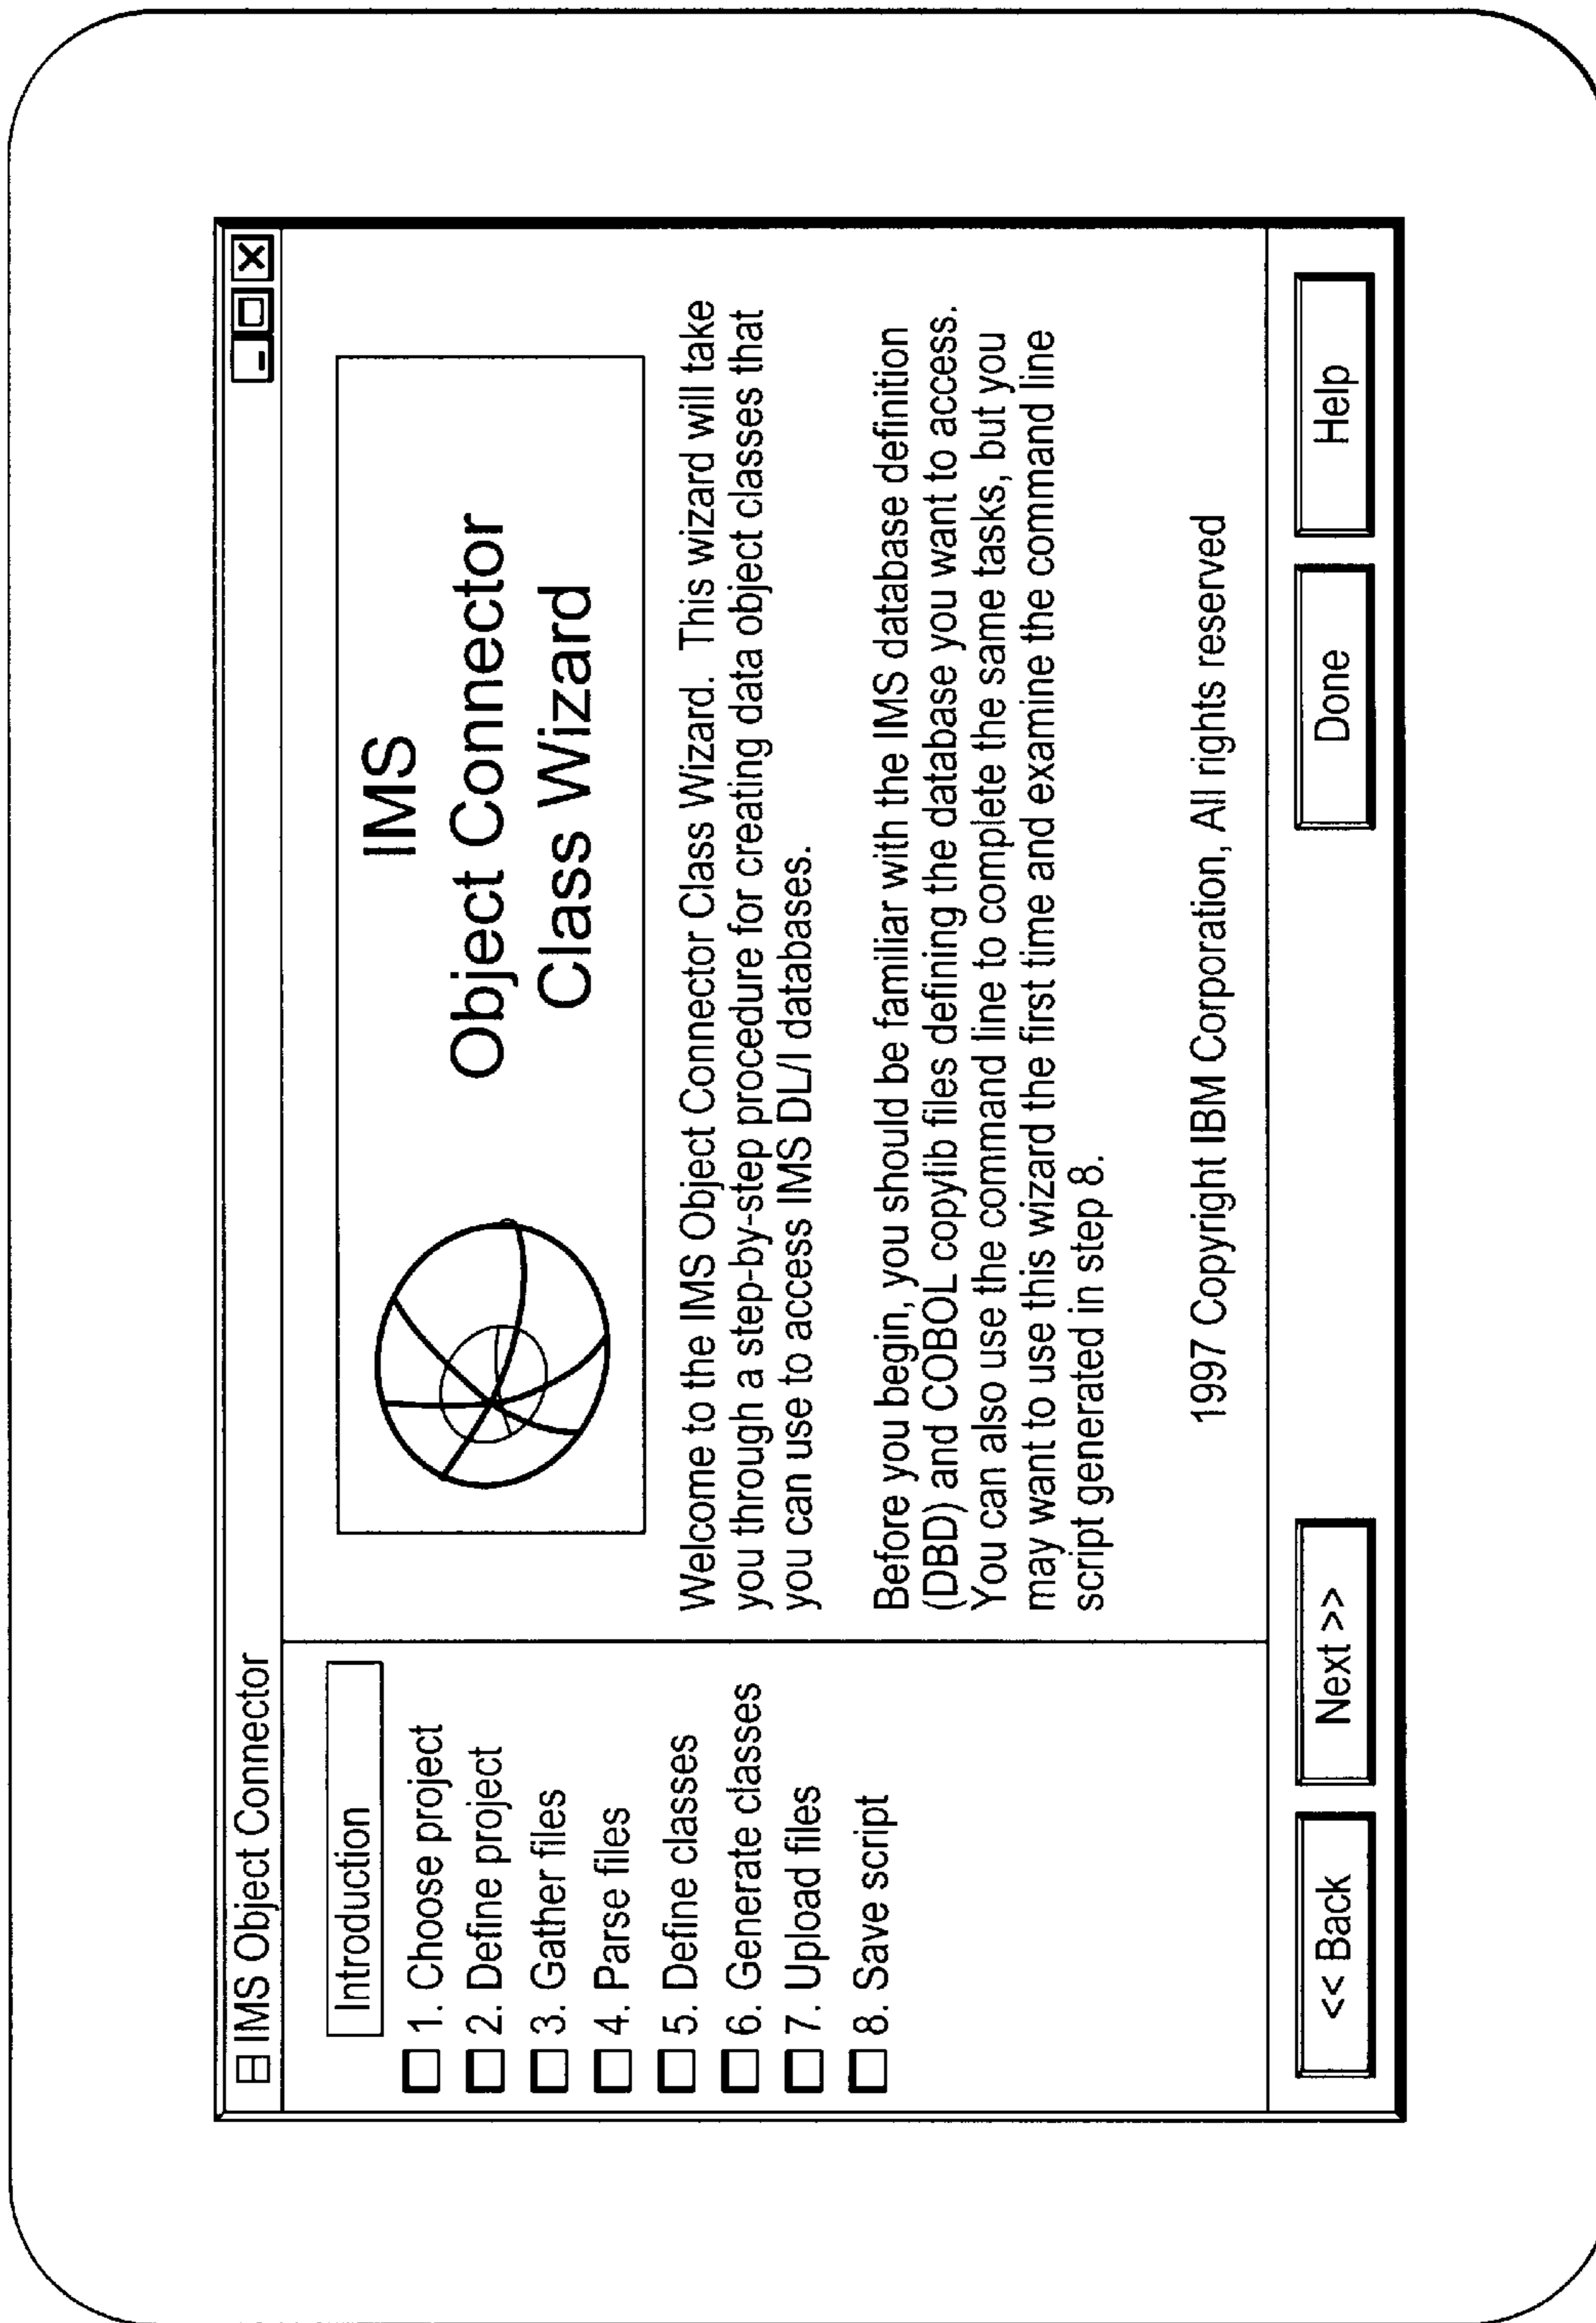 IMS Object Connector
Introduction
1. Choose project
2. Define project
3. Gather files
4. Parse files
5. Define classes
6. Generate classes
7. Upload files
8. Save script
IMS
Object Connector
Class Wizard
Welcome to the IMS Object Connector Class Wizard. This wizard will take
you through a step-by-step procedure for creating data object classes that
you can use to access IMS DL/I databases.
Before you begin, you should be familiar with the IMS database definition
(DBD) and COBOL copylib files defining the database you want to access.
You can also use the command line to complete the same tasks, but you
may want to use this wizard the first time and examine the command line
script generated in step 8.
1997 Copyright IBM Corporation, All rights reserved
<< Back
Next >>
Done
Help